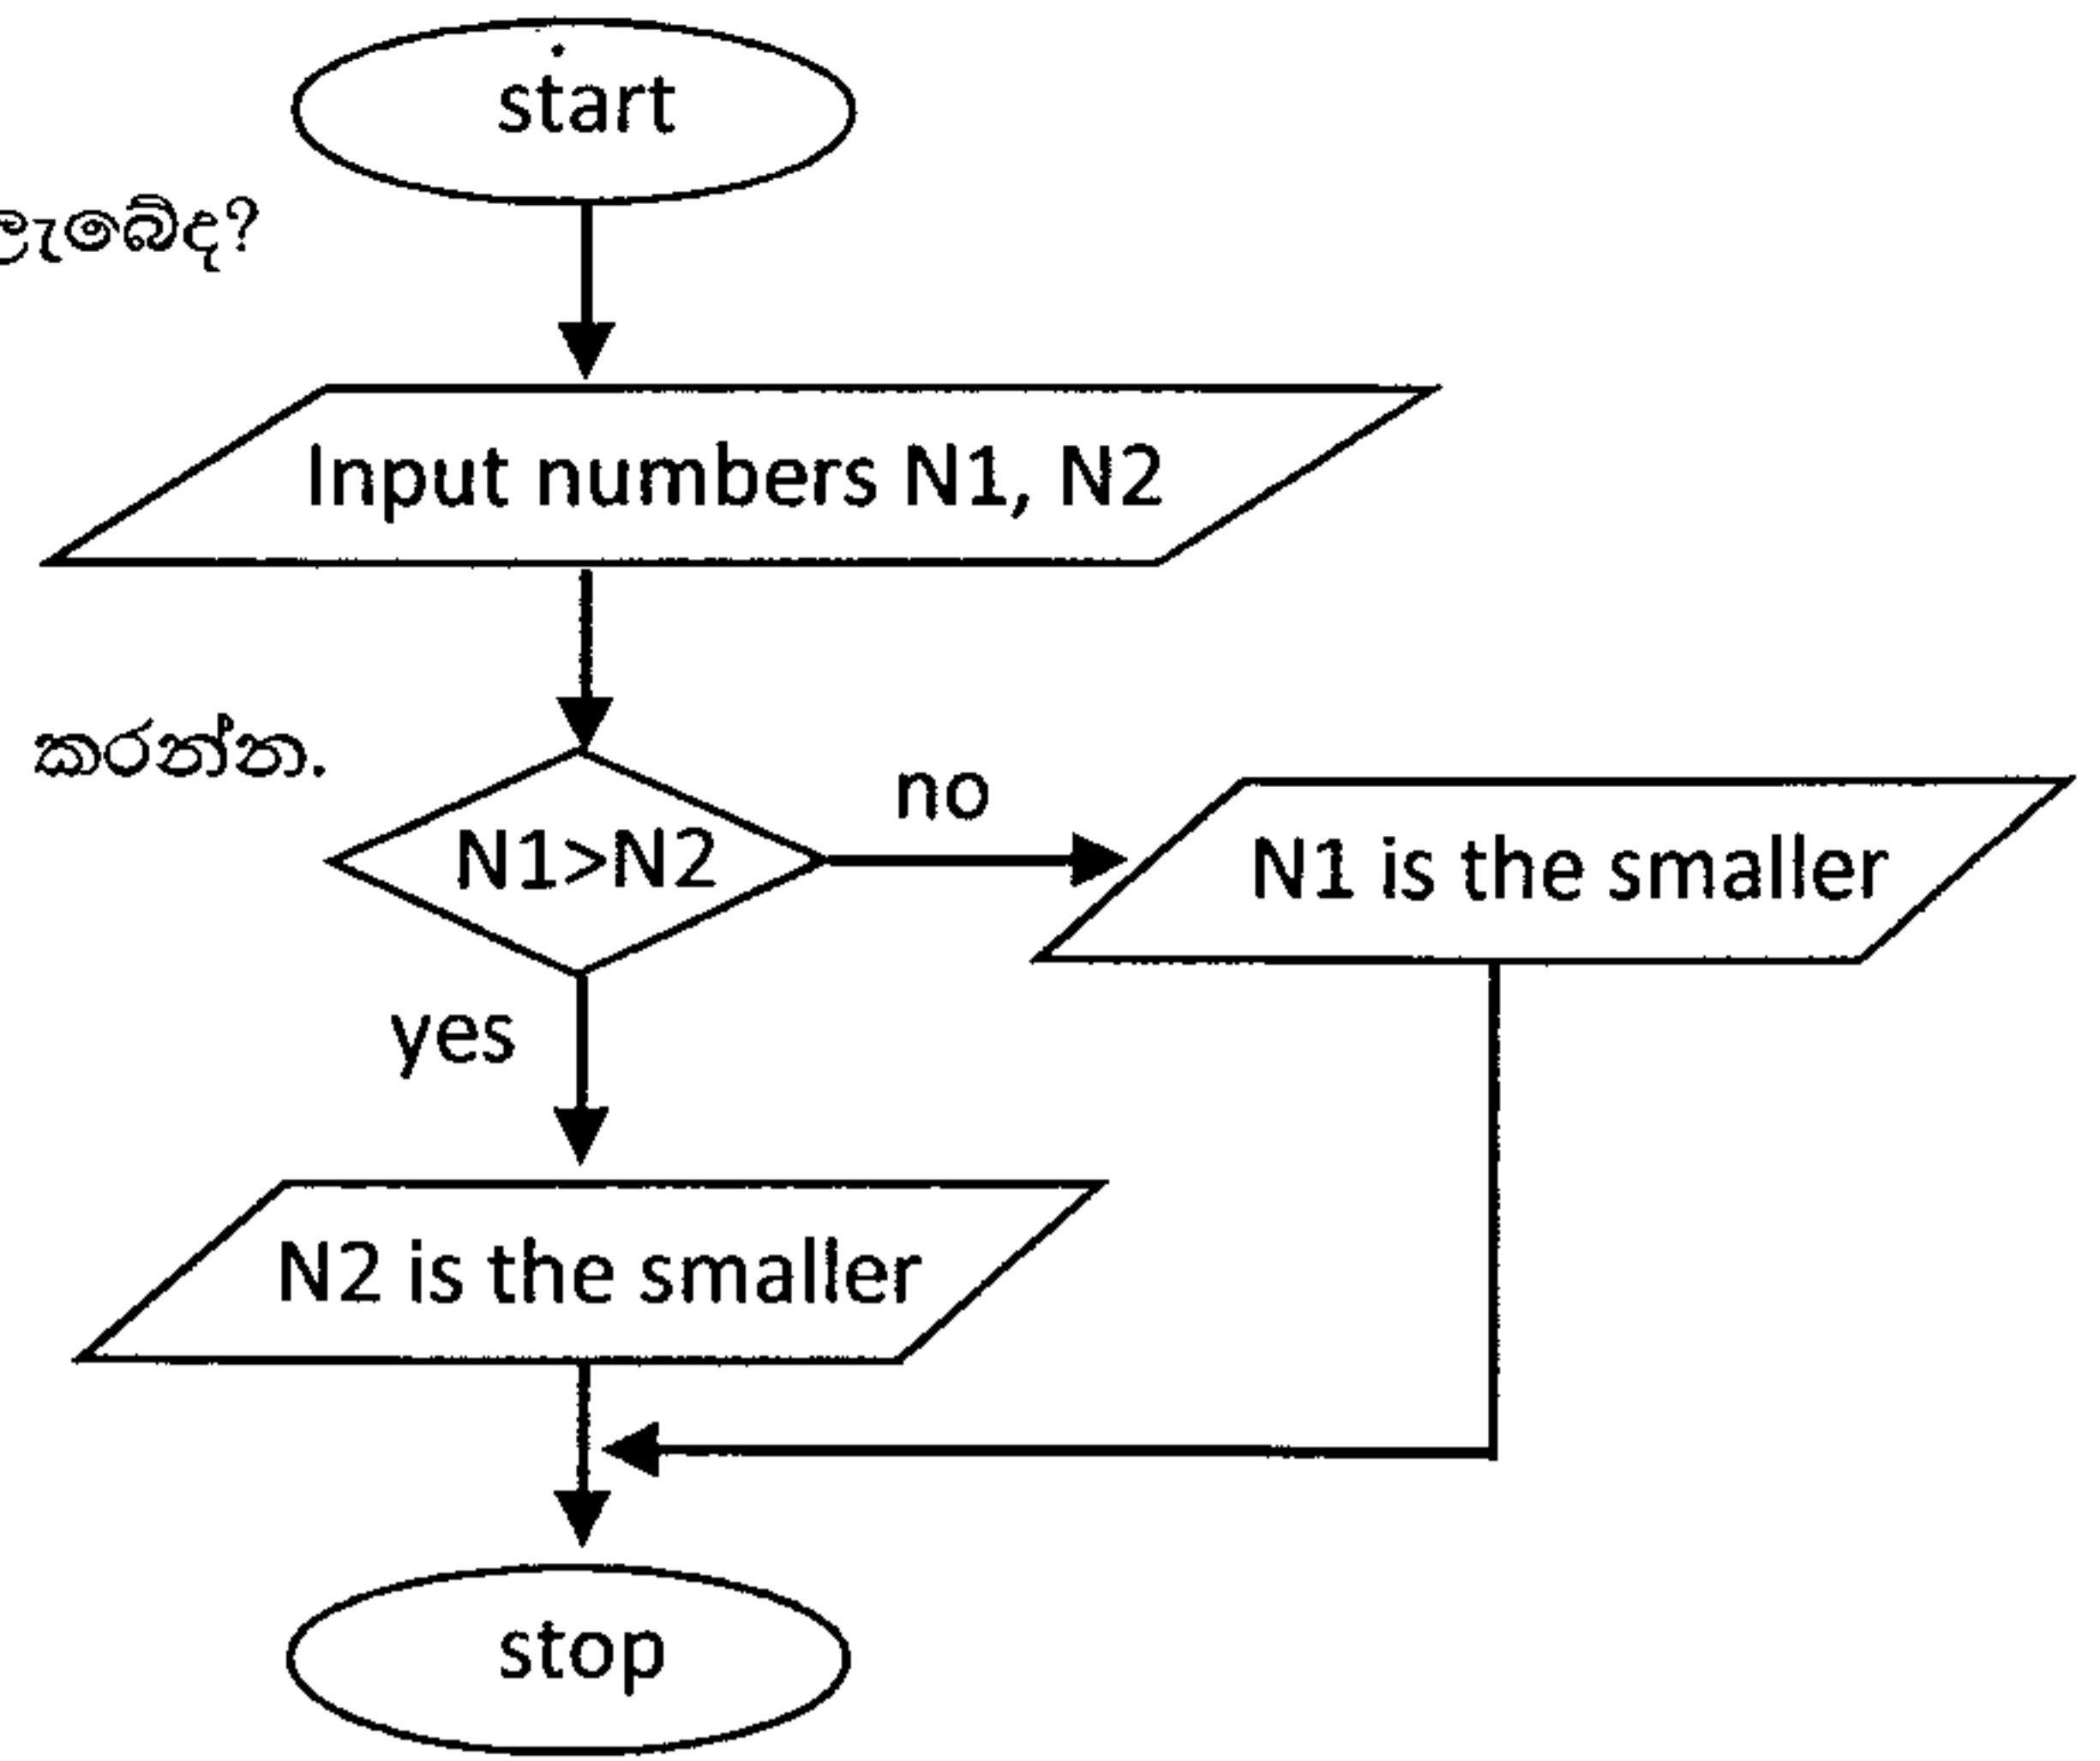 start
ලැබේද?
Input numbers N1, N2
කරන්න.
no
N1>N2
N1 is the smaller
yes
N2 is the smaller
stop